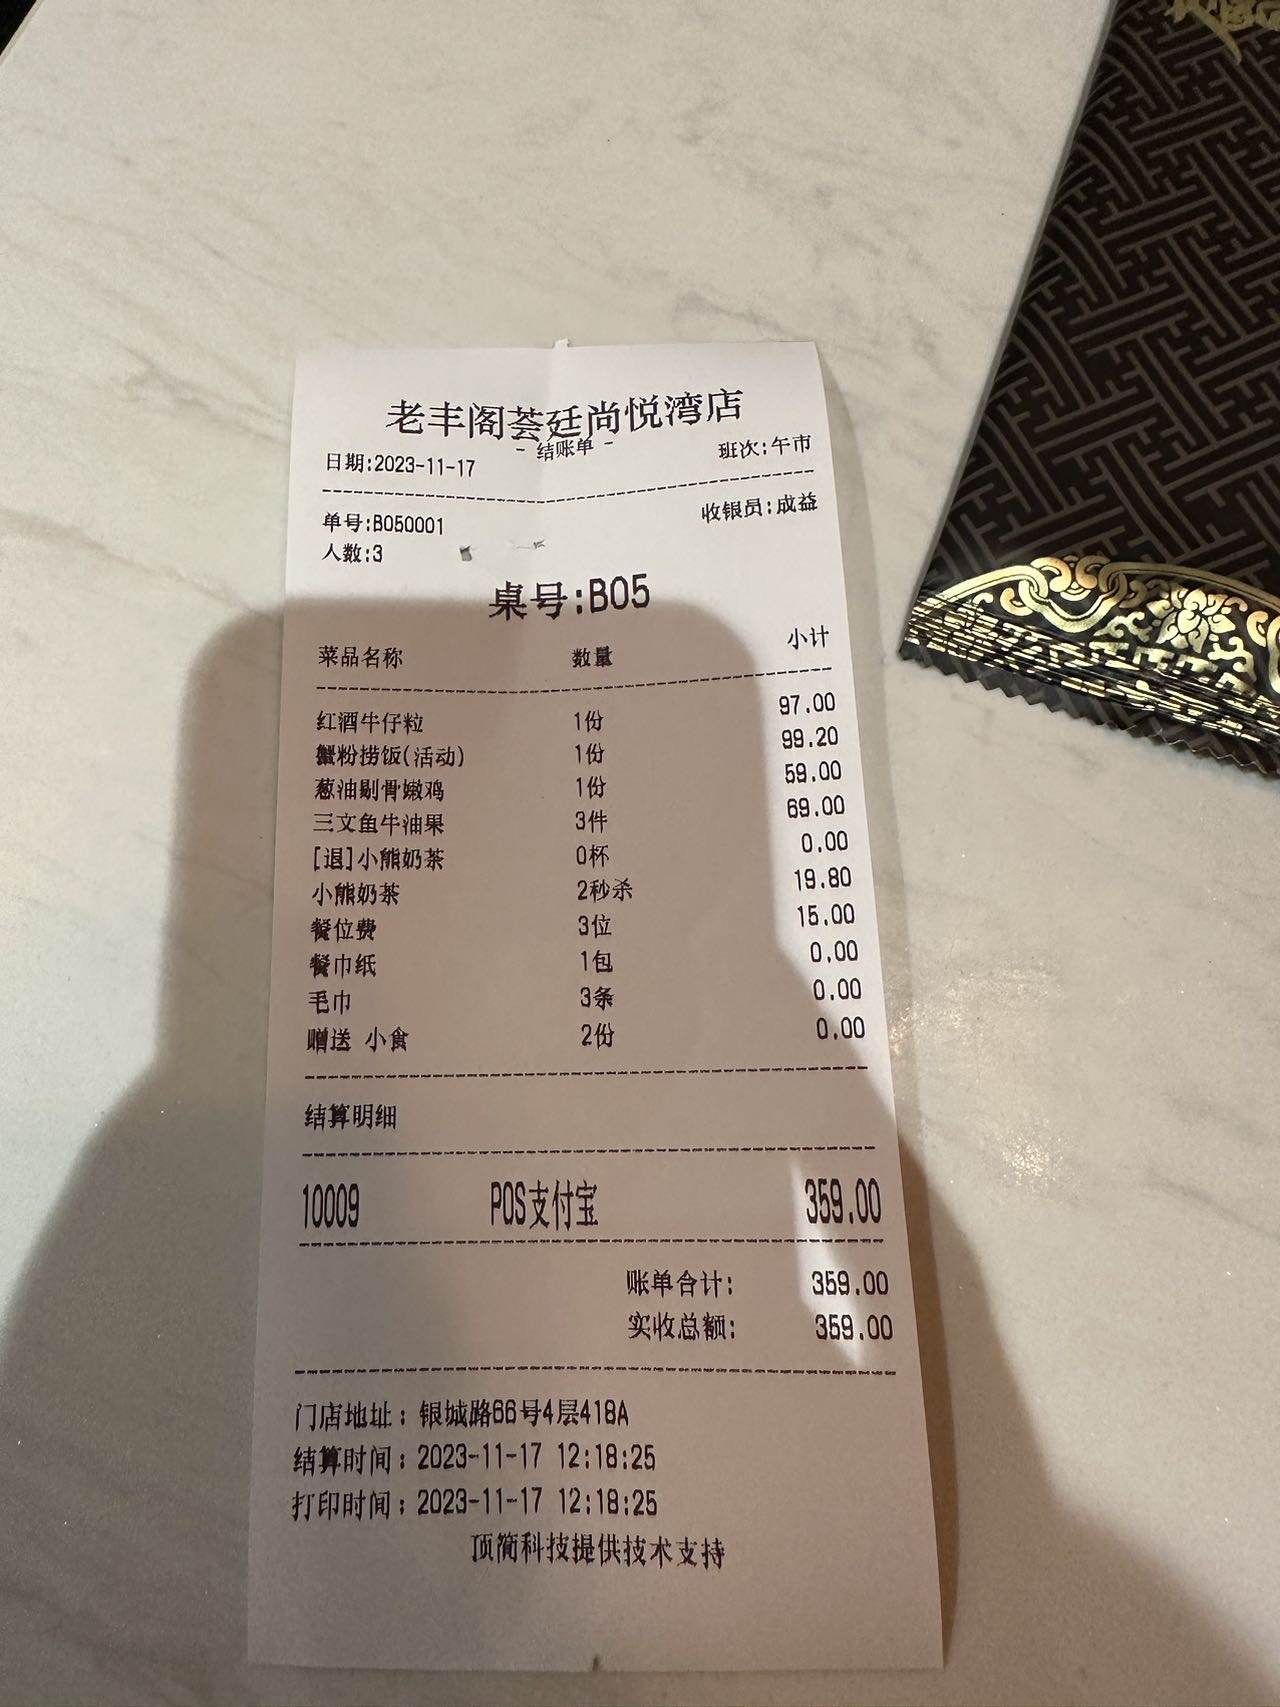 老丰阁荟廷尚悦湾店
- 结账单 -
日期:2023-11-17 班次:午市
单号:B050001 收银员:成益
人数:3
桌号:B05
菜品名称 数量 小计
红酒牛仔粒 1份 97.00
蟹粉捞饭(活动) 1份 99.20
葱油剔骨嫩鸡 1份 59.00
三文鱼牛油果 3件 69.00
[退]小熊奶茶 0杯 0.00
小熊奶茶 2秒杀 19.80
餐位费 3位 15.00
餐巾纸 1包 0.00
毛巾 3条 0.00
赠送 小食 2份 0.00
结算明细
10009 POS支付宝 359.00
账单合计: 359.00
实收总额: 359.00
门店地址：银城路66号4层418A
结算时间：2023-11-17 12:18:25
打印时间：2023-11-17 12:18:25
顶简科技提供技术支持